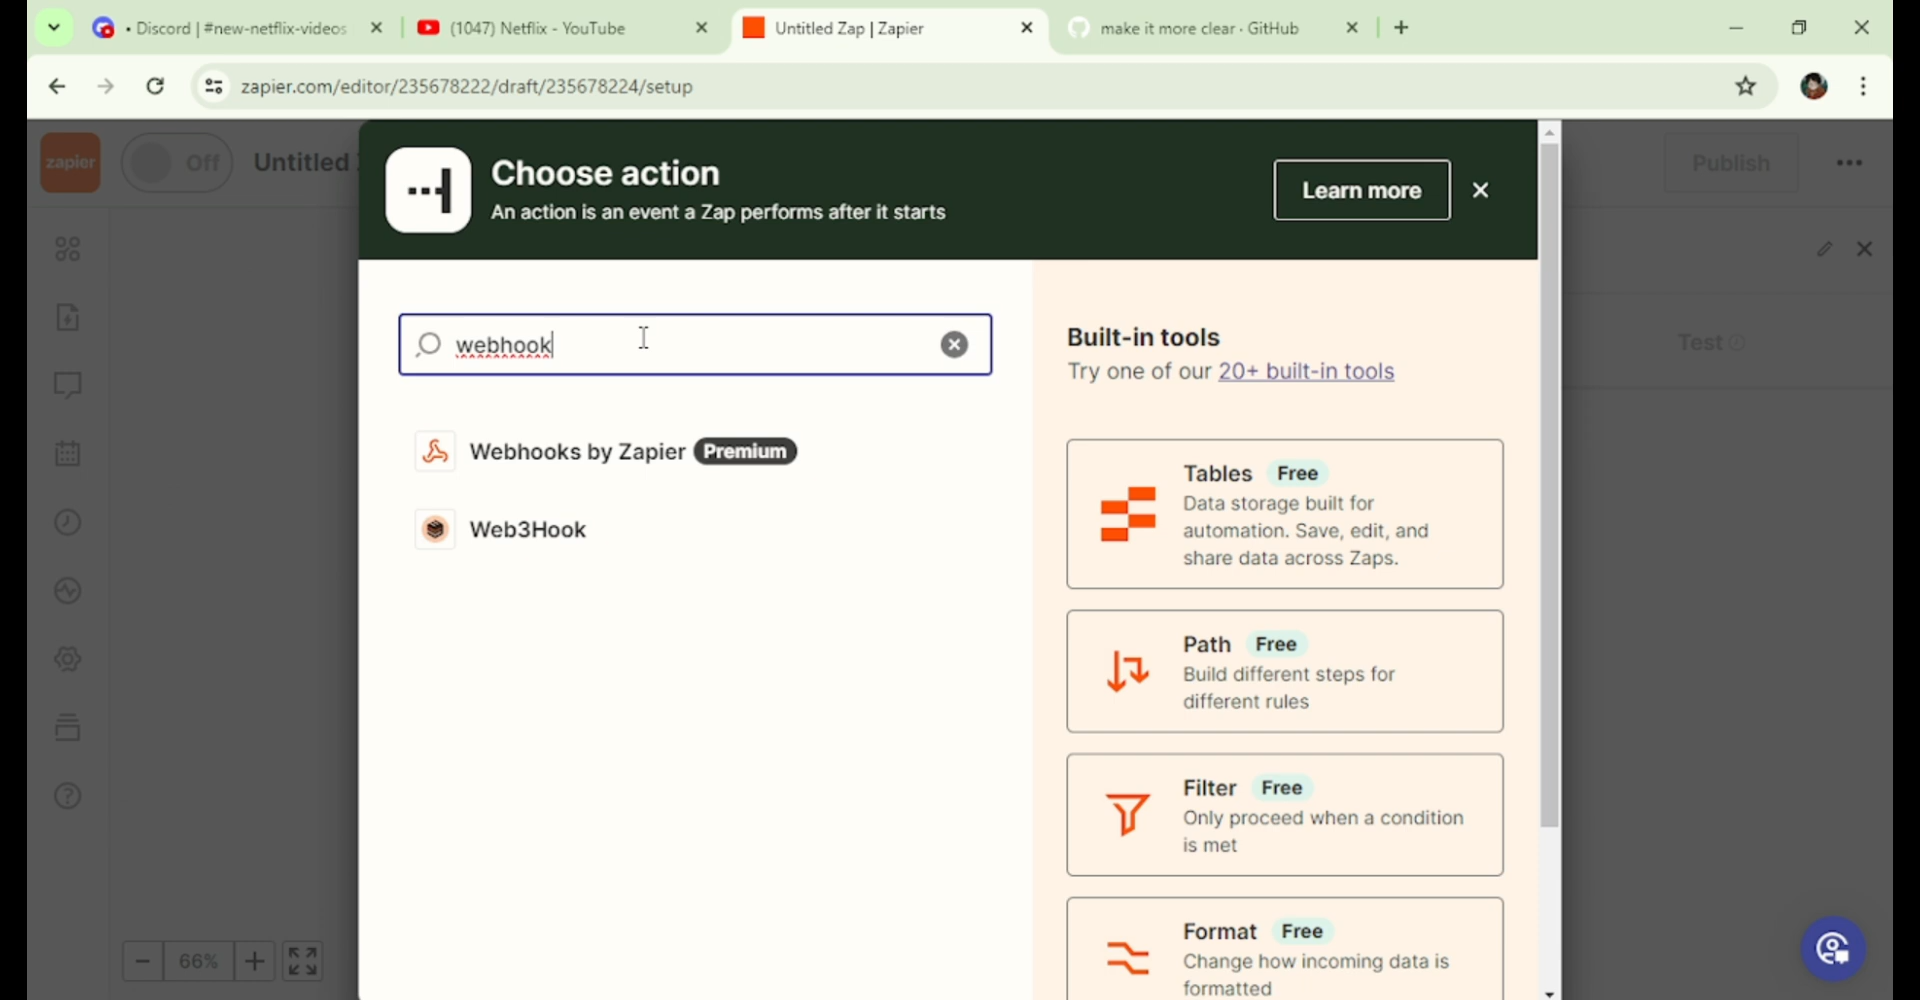 • Discord | #new-netflix-videos
(1047) Netflix - YouTube
Untitled Zap | Zapier
make it more clear · GitHub
zapier.com/editor/235678222/draft/235678224/setup
zapier
Off
Untitled
Choose action
An action is an event a Zap performs after it starts
Learn more
Publish
webhook
Webhooks by Zapier Premium
Web3Hook
Built-in tools
Try one of our 20+ built-in tools
Test
Tables Free
Data storage built for
automation. Save, edit, and
share data across Zaps.
Path Free
Build different steps for
different rules
Filter Free
Only proceed when a condition
is met
Format Free
Change how incoming data is
formatted
66%